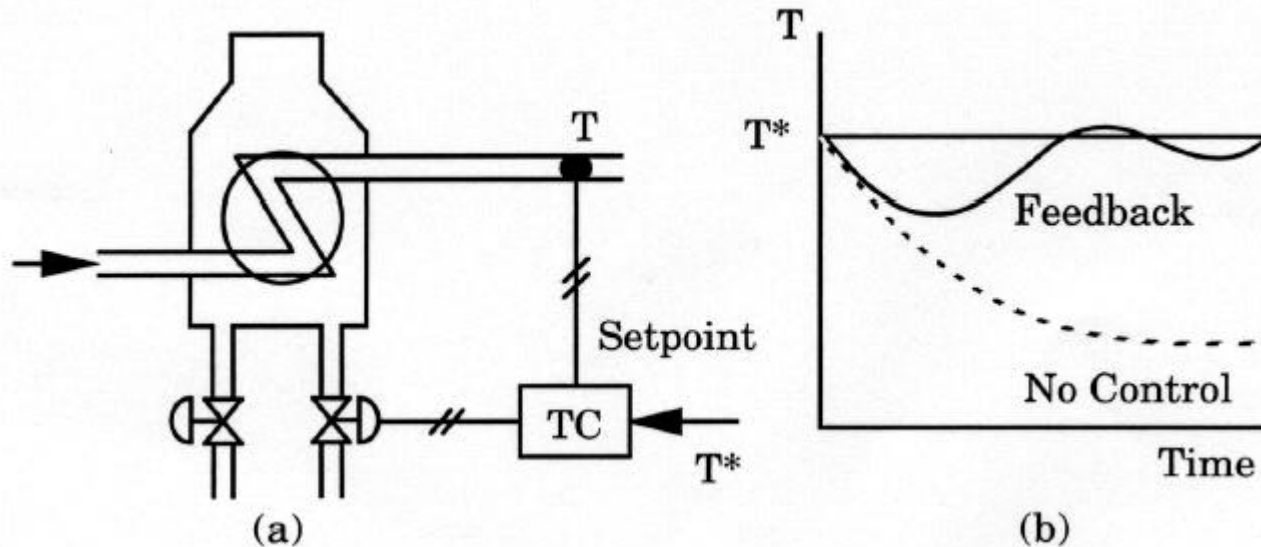 T
Setpoint
TC
T*
(a)
T
T*
Feedback
No Control
Time
(b)